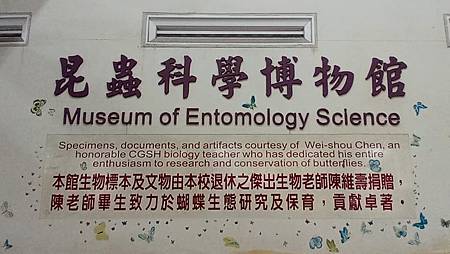 昆蟲科學博物館
Museum of Entomology Science
Specimens, documents, and artifacts courtesy of Wei-shou Chen, an
honorable CGSH biology teacher who has dedicated his entire
enthusiasm to research and conservation of butterflies.
本館生物標本及文物由本校退休之傑出生物老師陳維壽捐贈，
陳老師畢生致力於蝴蝶生態研究及保育，貢獻卓著。